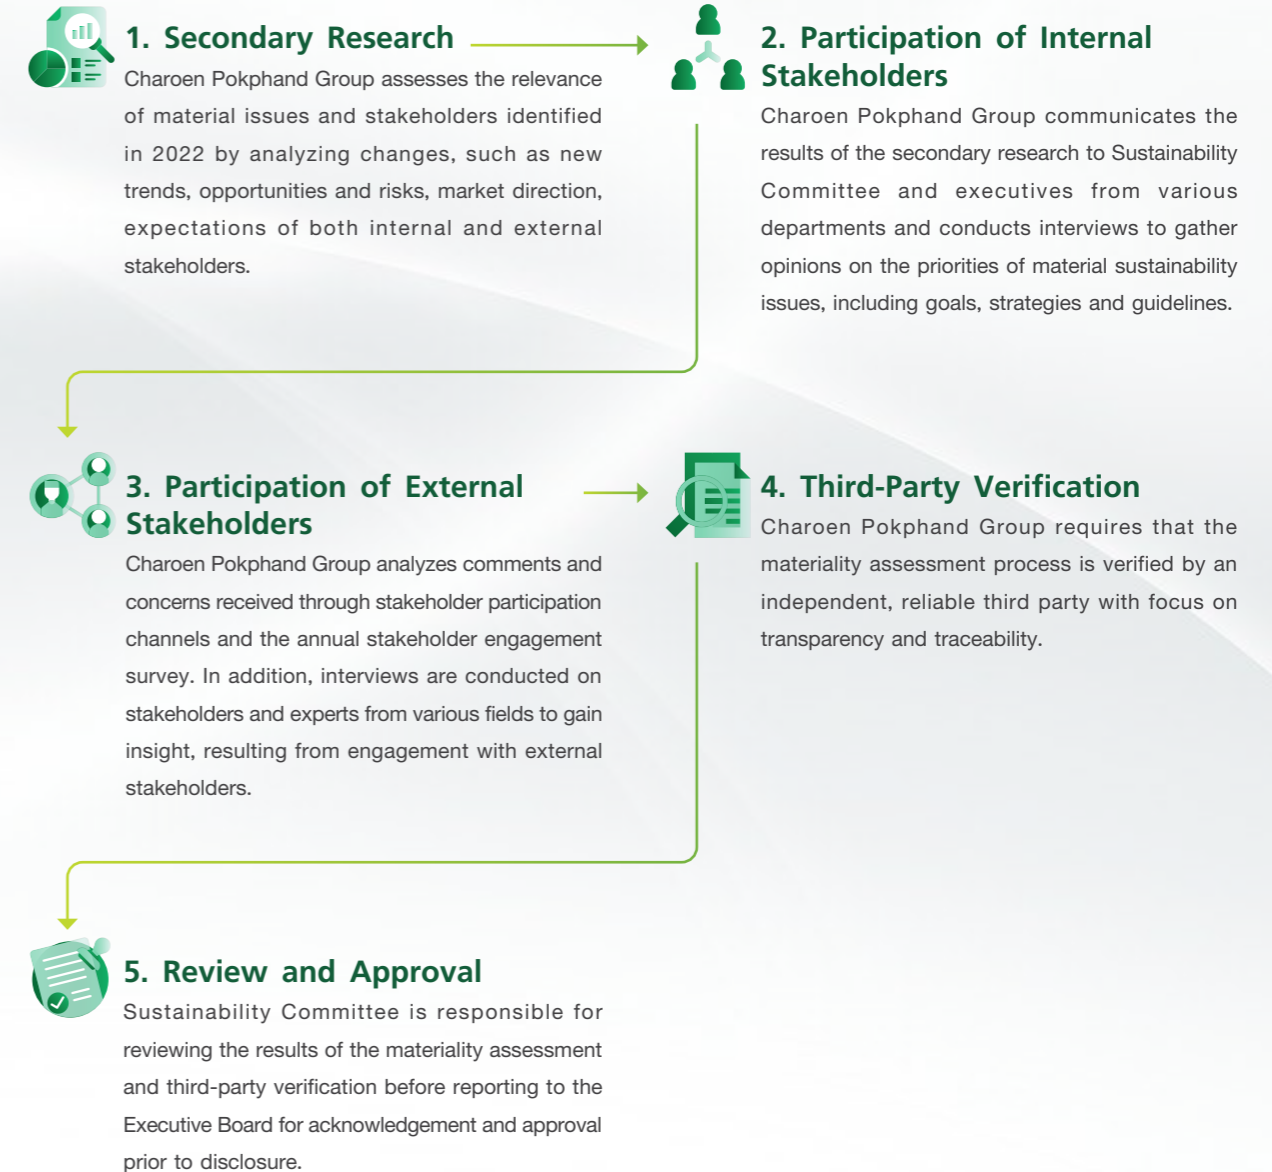 1. Secondary Research
Charoen Pokphand Group assesses the relevance
of material issues and stakeholders identified
in 2022 by analyzing changes, such as new
trends, opportunities and risks, market direction,
expectations of both internal and external
stakeholders.
2. Participation of Internal
Stakeholders
Charoen Pokphand Group communicates the
results of the secondary research to Sustainability
Committee and executives from various
departments and conducts interviews to gather
opinions on the priorities of material sustainability
issues, including goals, strategies and guidelines.
3. Participation of External
Stakeholders
Charoen Pokphand Group analyzes comments and
concerns received through stakeholder participation
channels and the annual stakeholder engagement
survey. In addition, interviews are conducted on
stakeholders and experts from various fields to gain
insight, resulting from engagement with external
stakeholders.
4. Third-Party Verification
Charoen Pokphand Group requires that the
materiality assessment process is verified by an
independent, reliable third party with focus on
transparency and traceability.
5. Review and Approval
Sustainability Committee is responsible for
reviewing the results of the materiality assessment
and third-party verification before reporting to the
Executive Board for acknowledgement and approval
prior to disclosure.